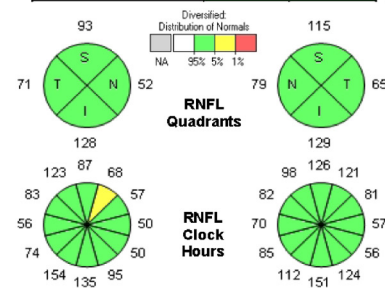 93
Diversified:
Distribution of Normals
115
S
S
NA 95% 5% 1%
71 T N 52
79 N T 65
I
I
RNFL
Quadrants
128
129
123 87 68
98 126 121
83 57
82 81
56 50
70 57
RNFL
Clock
Hours
74 50
85 56
154 135 95
112 151 124